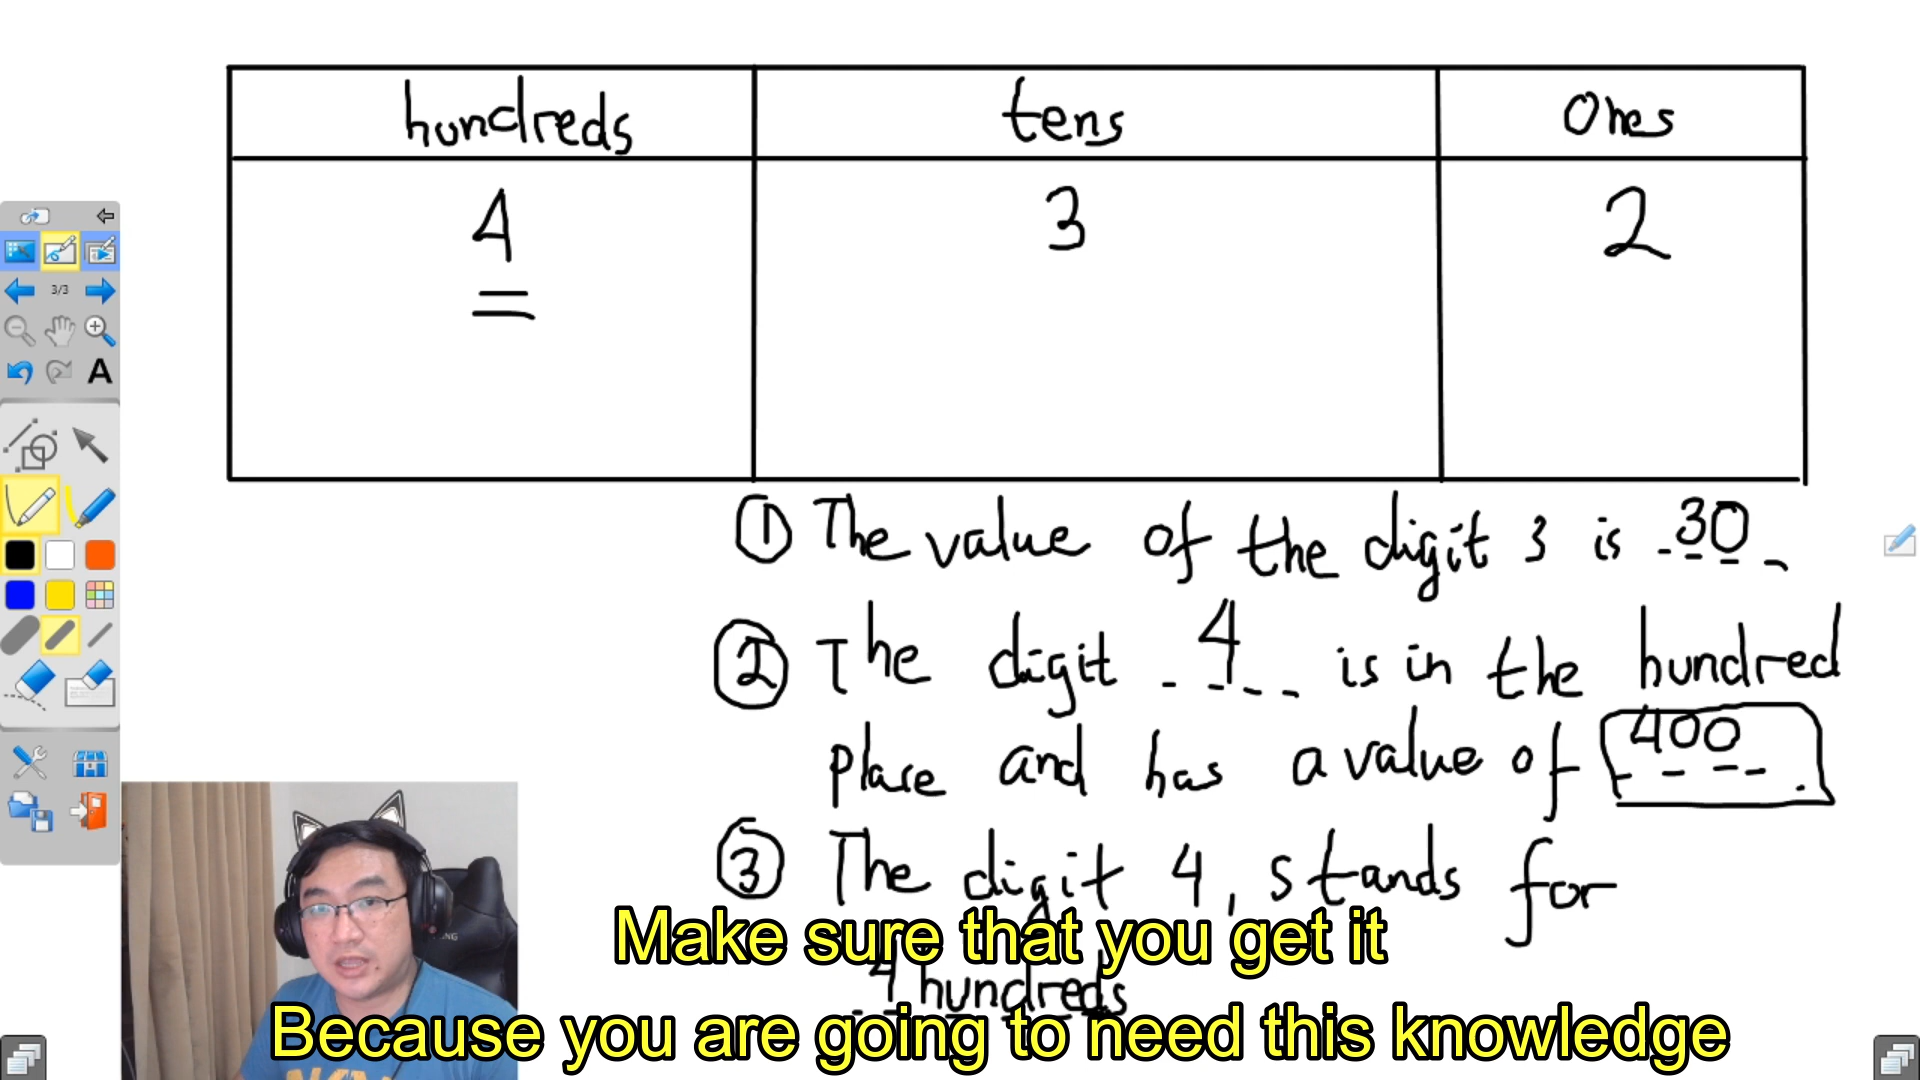 hundreds tens Ones
4 3 2
3/3
A
① The value of the digit 3 is 30
② The digit 4 is in the hundred
place and has a value of 400.
③ The digit 4, stands for
Make sure that you get it
4 hundreds
Because you are going to need this knowledge